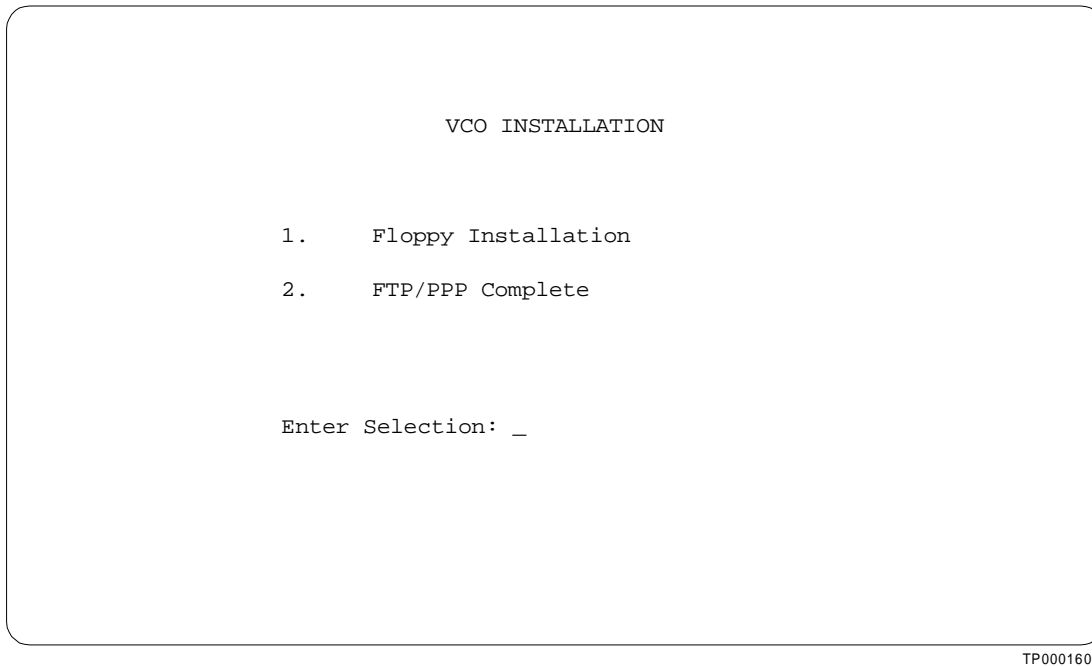 VCO INSTALLATION
1. Floppy Installation
2. FTP/PPP Complete
Enter Selection: _
TP000160